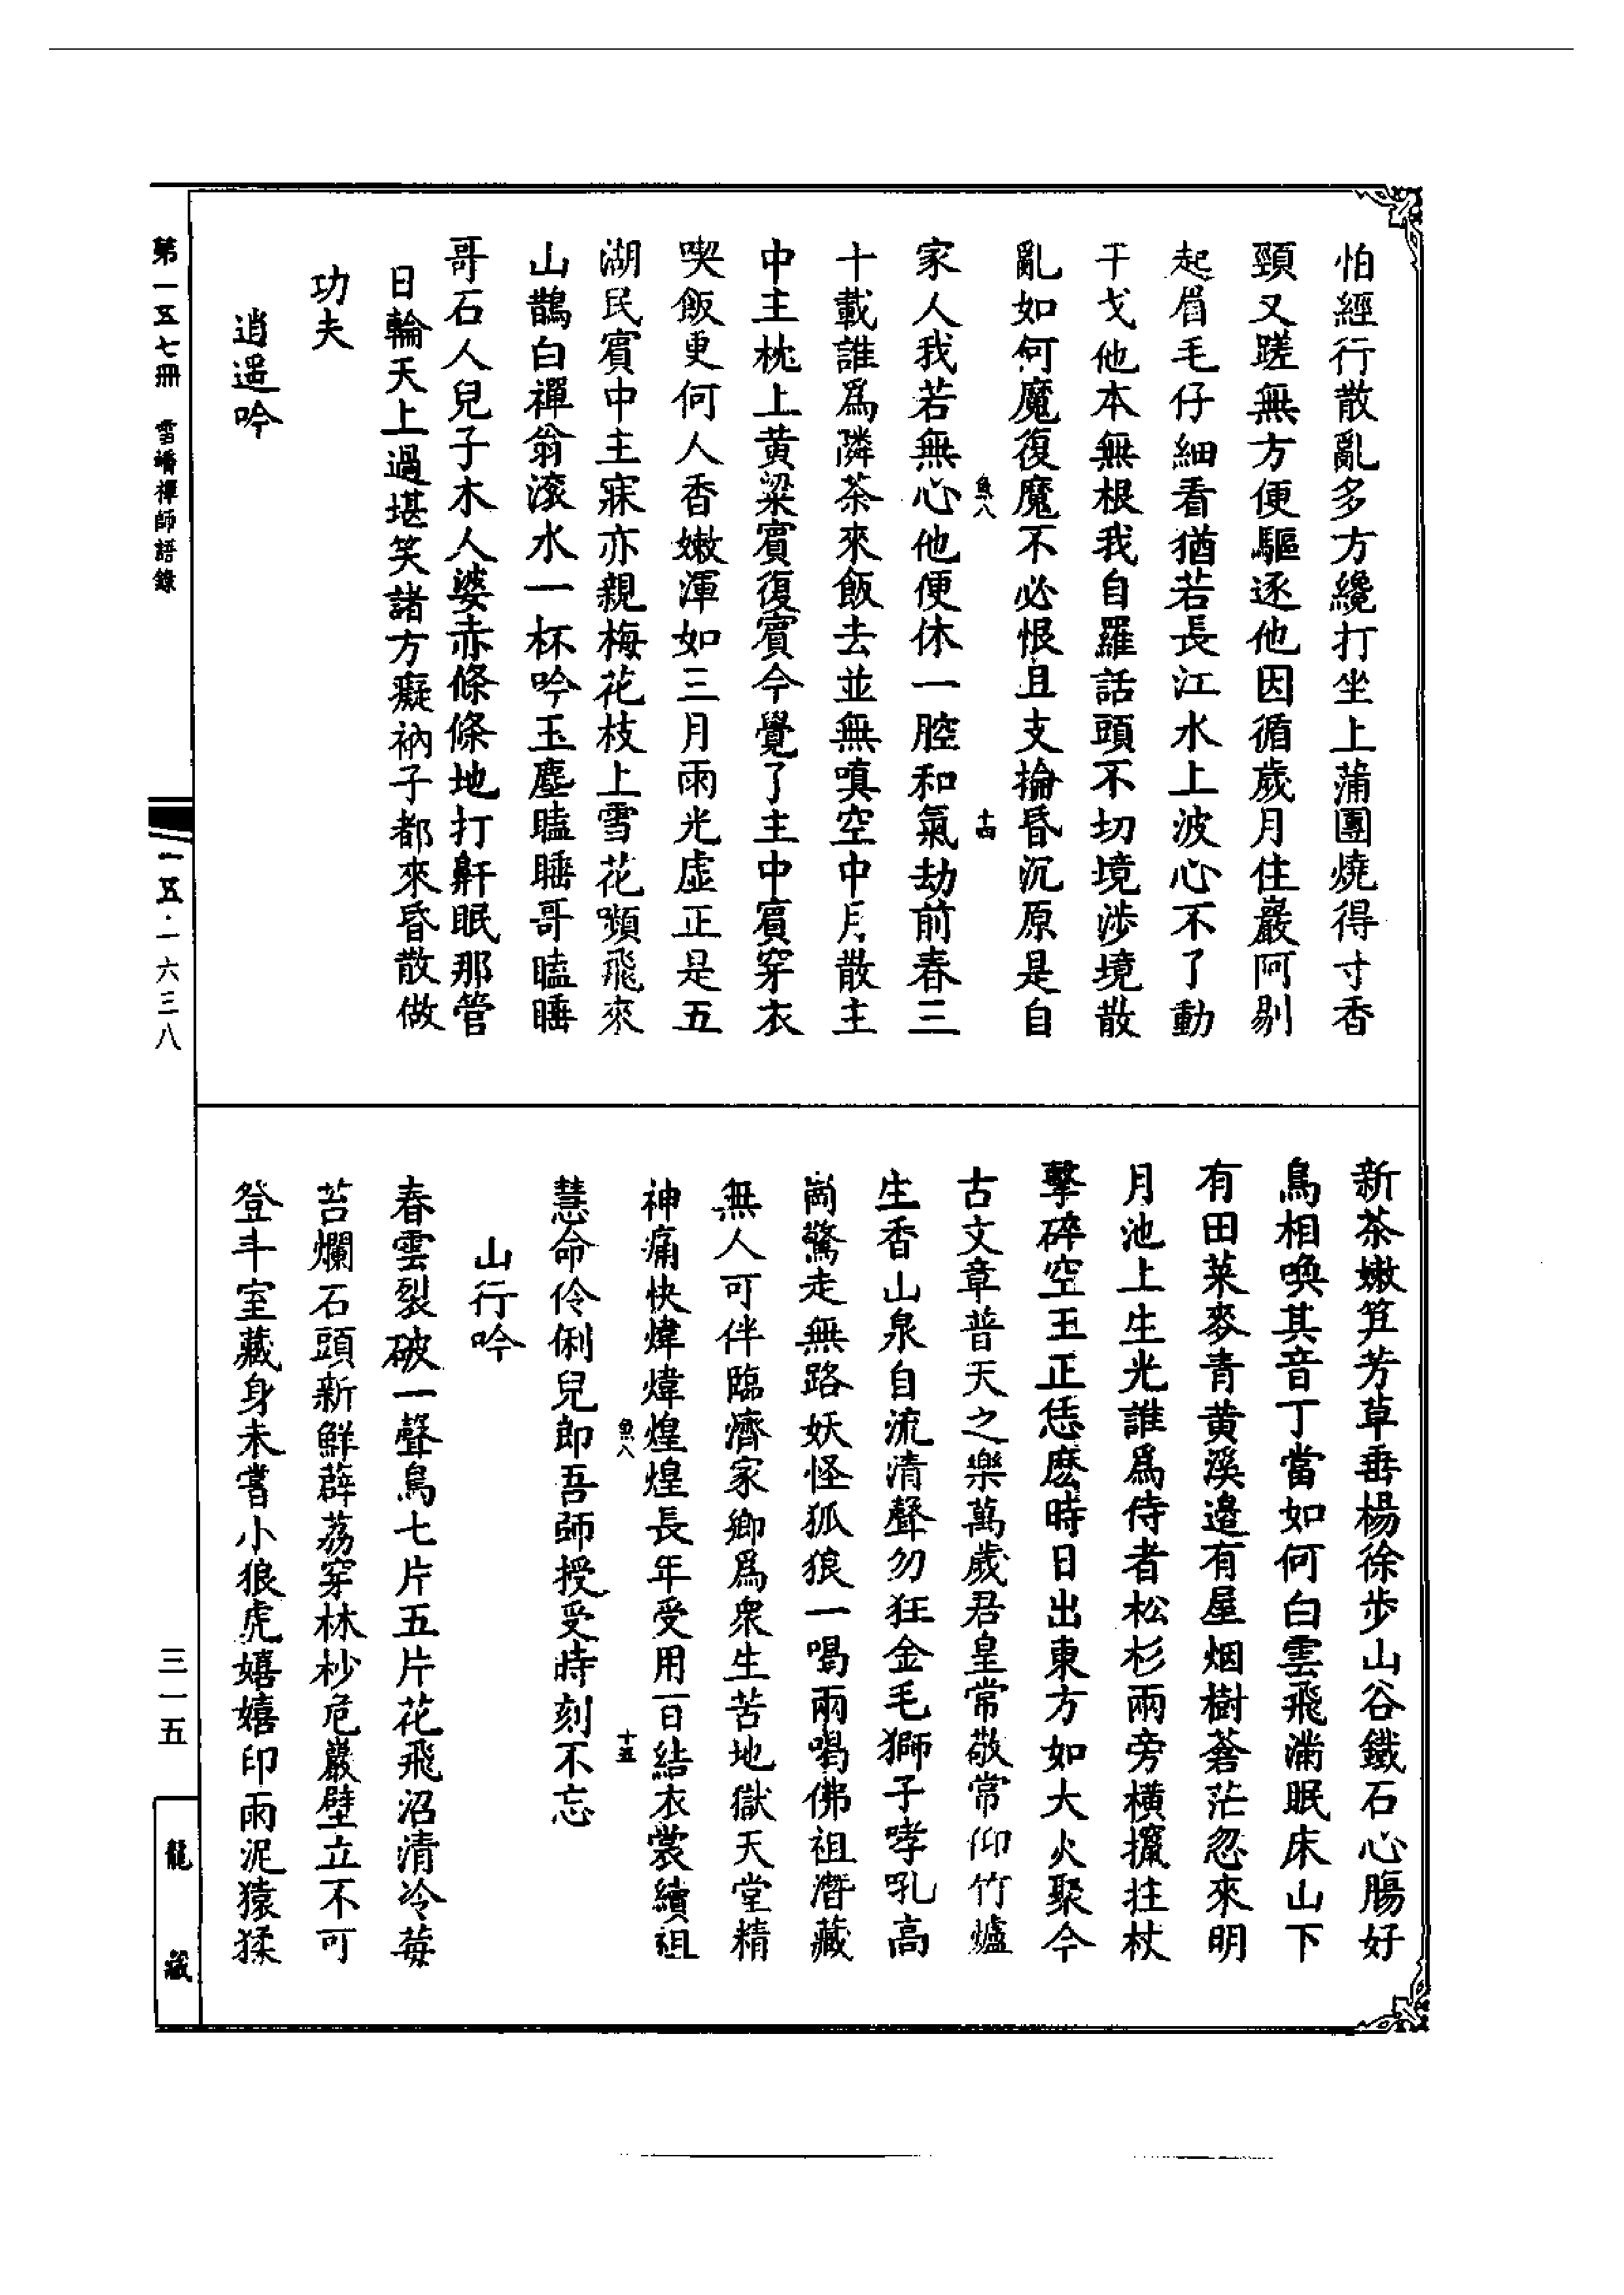 怕經行散亂多方纔打坐上蒲團燒得寸香
頸又蹉無方便驅逐他因循歲月住巖阿剔
起眉毛仔細看猶若長江水上波心不了動
干戈他本無根我自羅話頭不切境涉境散
亂如何魔復魔不必恨且支掄昏沉原是自
魚八
十四
家人我若無心他便休一腔和氣劫前春三
十載誰爲隣茶來飯去並無嗔空中月散主
中主枕上黄粱賓復賓今覺了主中賓穿衣
喫飯更何人香嫩渾如三月雨光虛正是五
湖民賓中主寐亦親梅花枝上雪花嚬飛來
山鵲白禪翁滾水一杯吟玉塵瞌睡哥瞌睡
哥石人兒子木人婆赤條條地打鼾眠那管
日輪天上過堪笑諸方癡衲子都來昏散做
功夫
逍遥吟
新茶嫩笋芳草垂楊徐步山谷鐵石心腸好
鳥相喚其音丁當如何白雲飛滿眠床山下
有田菜麥青黄溪邉有屋烟樹蒼茫忽來明
月池上生光誰爲侍者松杉兩旁橫攛拄杖
擊碎空王正恁麽時日出東方如大火聚今
古文章普天之樂萬歲君皇常敬常仰竹爐
生香山泉自流清聲勿狂金毛獅子哮吼高
崗驚走無路妖怪狐狼一喝兩喝佛祖潛藏
無人可伴臨濟家鄉爲衆生苦地獄天堂精
神痛快煒煒煌煌長年受用百結衣裳續祖
魚八
十五
慧命伶俐兒郎吾師授受時刻不忘
山行吟
春雲裂破一聲鳥七片五片花飛沼清冷莓
苔爛石頭新鮮薜荔穿林杪危巖壁立不可
登斗室藏身未嘗小狼虎嬉嬉印雨泥猿猱
第一五七冊　雪嶠禪師語錄
一五·一六三八
三一五
龍藏